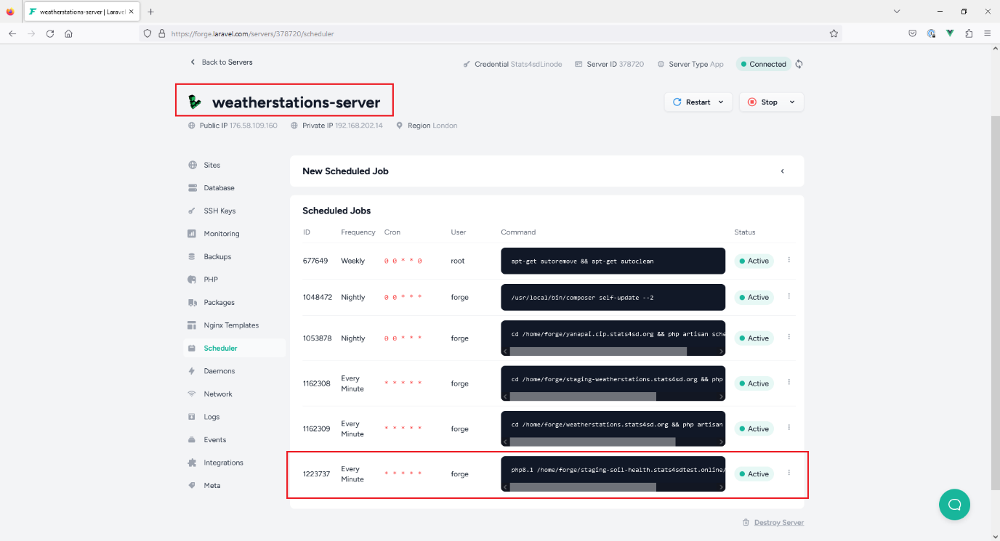 weatherstations-server | Laravel
https://forge.laravel.com/servers/378720/scheduler
Back to Servers
Credential Stats4sdLinode
Server ID 378720
Server Type App
Connected
weatherstations-server
Restart
Stop
Public IP 176.58.109.160
Private IP 192.168.202.14
Region London
Sites
Database
SSH Keys
Monitoring
Backups
PHP
Packages
Nginx Templates
Scheduler
Daemons
Network
Logs
Events
Integrations
Meta
New Scheduled Job
Scheduled Jobs
ID Frequency Cron User Command Status
677649 Weekly 0 0 * * 0 root apt-get autoremove && apt-get autoclean Active
1048472 Nightly 0 0 * * * forge /usr/local/bin/composer self-update --2 Active
1053878 Nightly 0 0 * * * forge cd /home/forge/yanapai.cip.stats4sd.org && php artisan sche Active
1162308 Every Minute * * * * * forge cd /home/forge/staging-weatherstations.stats4sd.org && php Active
1162309 Every Minute * * * * * forge cd /home/forge/weatherstations.stats4sd.org && php artisan Active
1223737 Every Minute * * * * * forge php8.1 /home/forge/staging-soil-health.stats4sdtest.online/ Active
Destroy Server